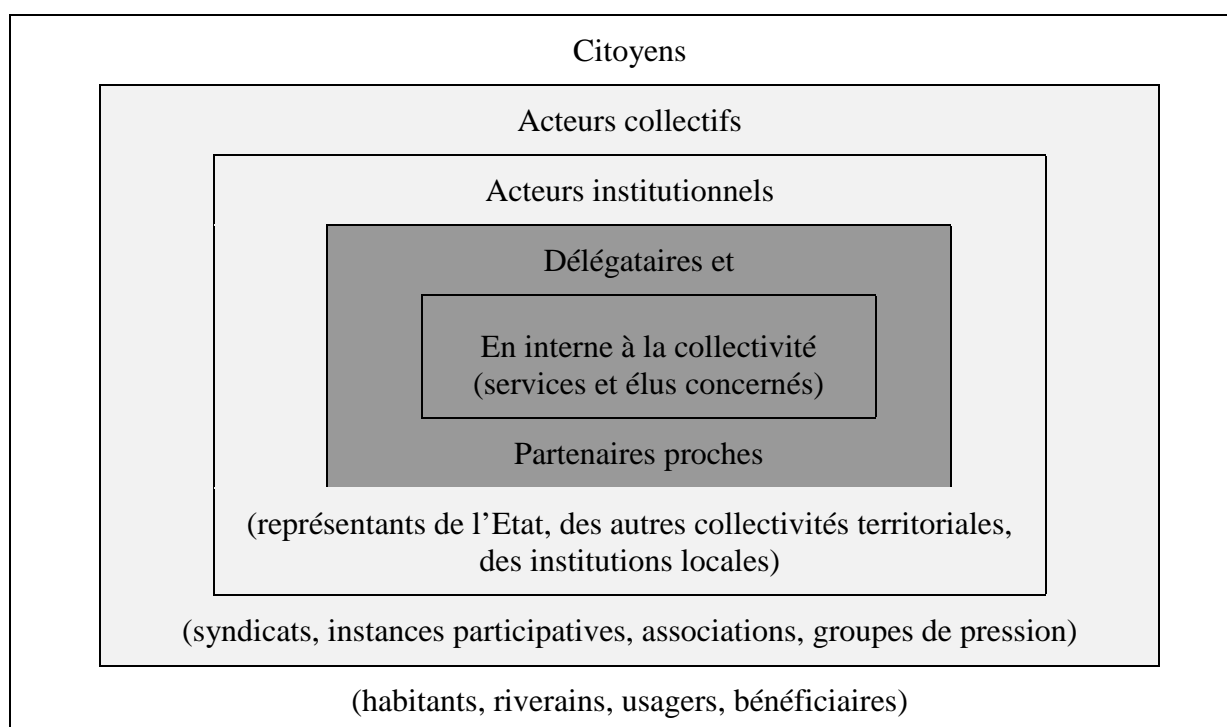 Citoyens
Acteurs collectifs
Acteurs institutionnels
Délégataires et
En interne à la collectivité
(services et élus concernés)
Partenaires proches
(représentants de l’Etat, des autres collectivités territoriales,
des institutions locales)
(syndicats, instances participatives, associations, groupes de pression)
(habitants, riverains, usagers, bénéficiaires)